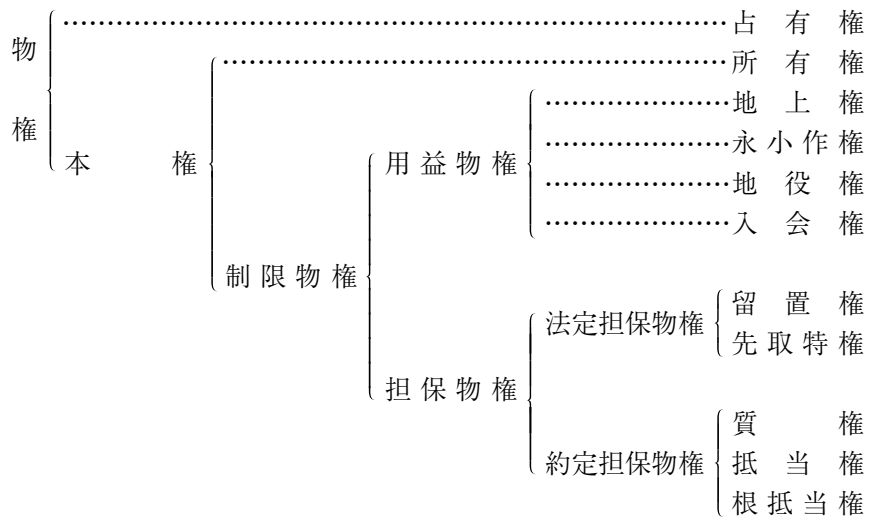 物権
占有権
本権
所有権
制限物権
用益物権
地上権
永小作権
地役権
入会権
担保物権
法定担保物権
留置権
先取特権
約定担保物権
質権
抵当権
根抵当権